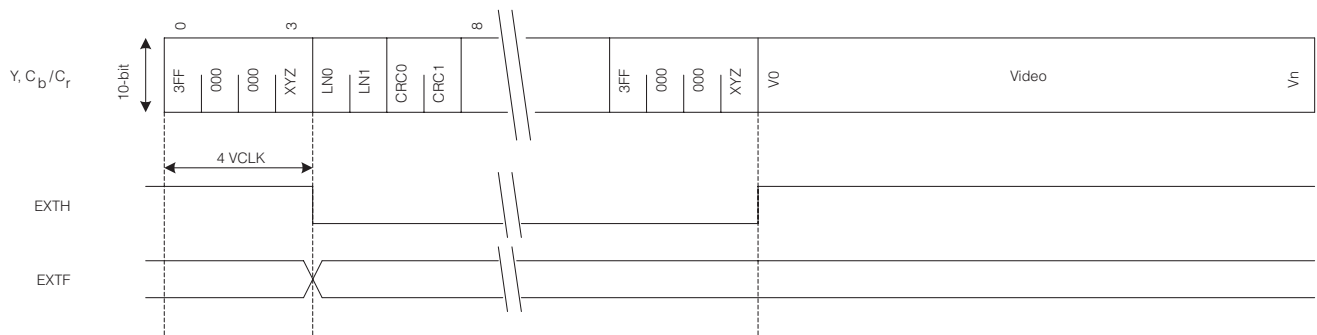 0 3 8
Y, Cb/Cr 10-bit 3FF 000 000 XYZ LN0 LN1 CRC0 CRC1 3FF 000 000 XYZ V0 Video Vn
4 VCLK
EXTH
EXTF